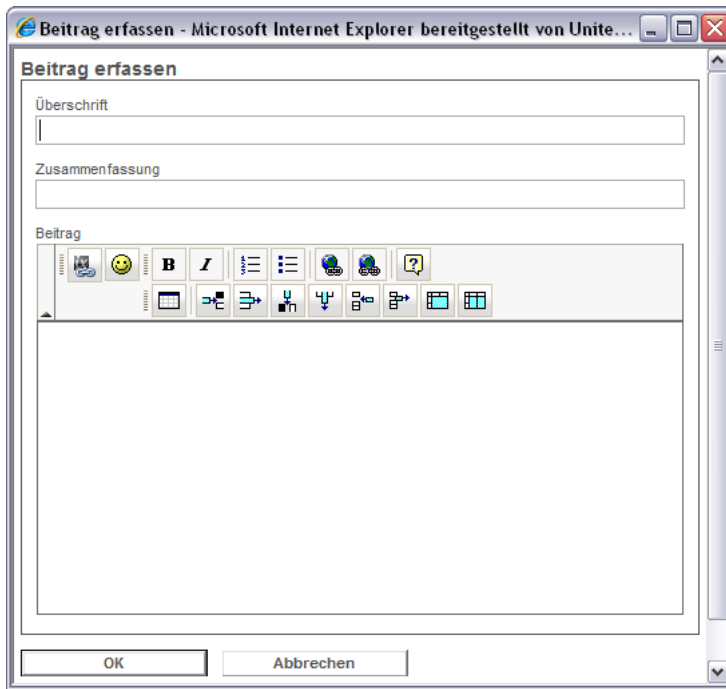 Beitrag erfassen - Microsoft Internet Explorer bereitgestellt von Unite...
Beitrag erfassen
Überschrift
Zusammenfassung
Beitrag
B I
OK Abbrechen